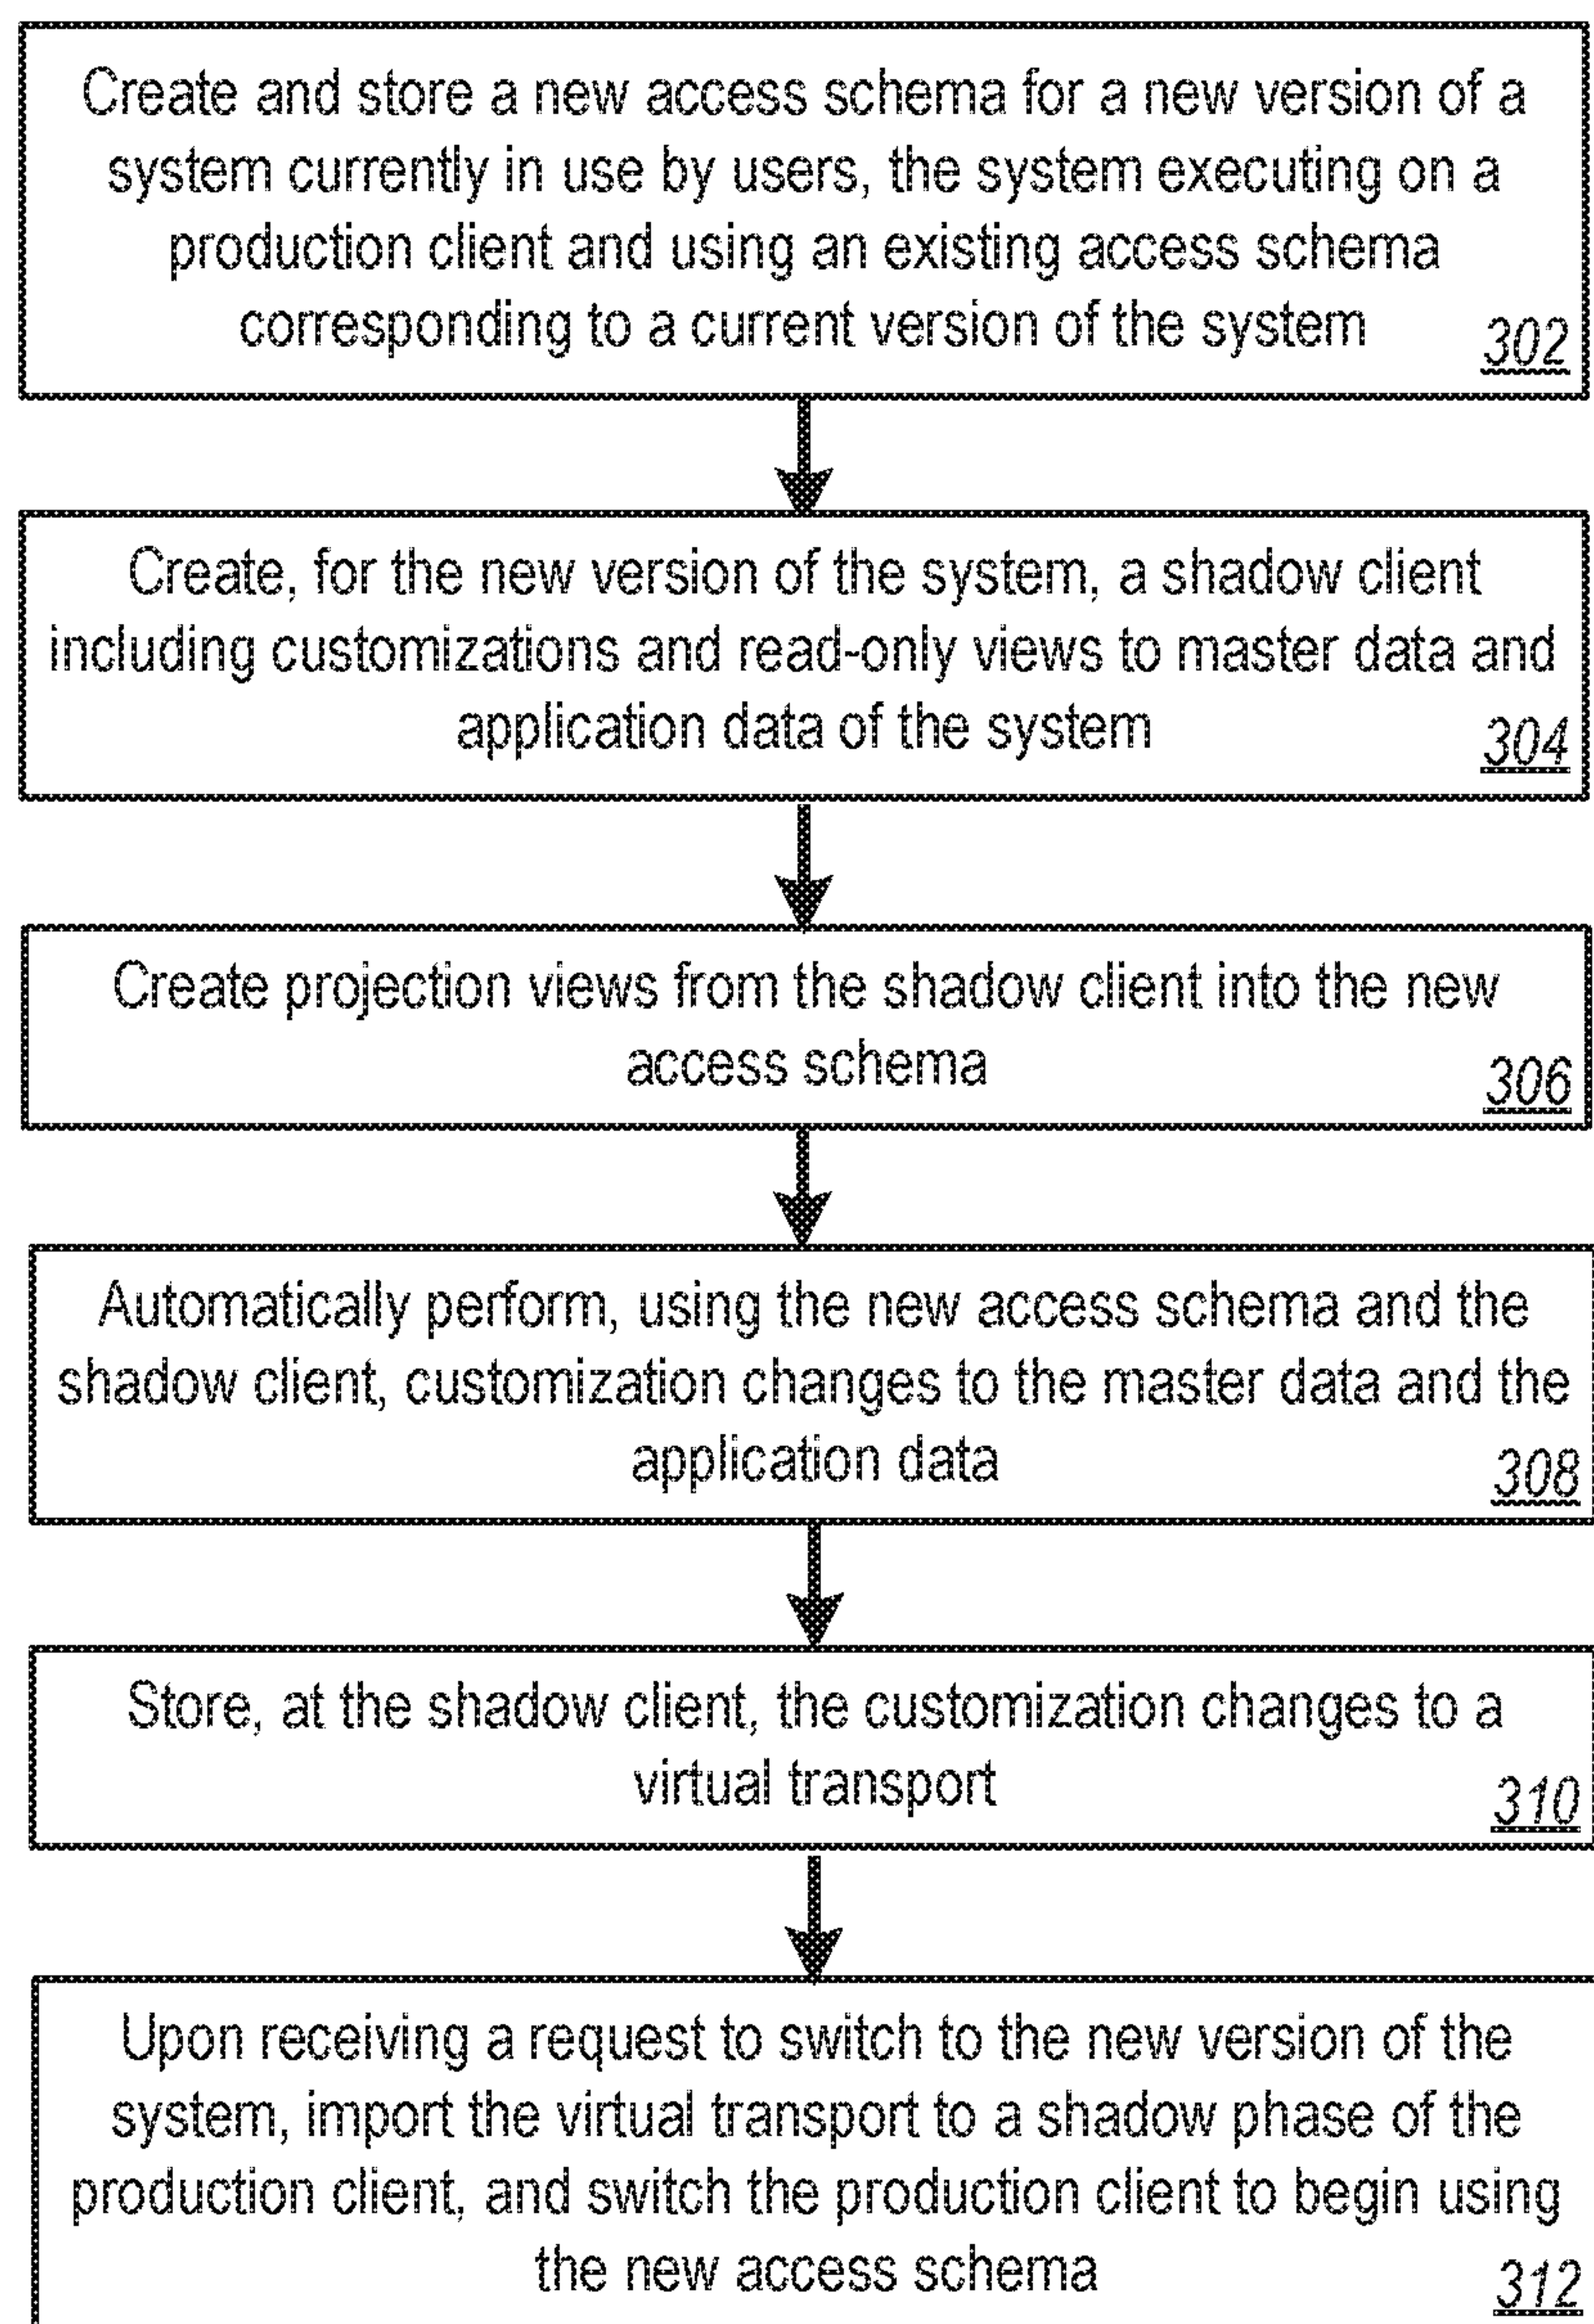 Create and store a new access schema for a new version of a
system currently in use by users, the system executing on a
production client and using an existing access schema
corresponding to a current version of the system
302
Create, for the new version of the system, a shadow client
including customizations and read-only views to master data and
application data of the system
304
Create projection views from the shadow client into the new
access schema
306
Automatically perform, using the new access schema and the
shadow client, customization changes to the master data and the
application data
308
Store, at the shadow client, the customization changes to a
virtual transport
310
Upon receiving a request to switch to the new version of the
system, import the virtual transport to a shadow phase of the
production client, and switch the production client to begin using
the new access schema
312